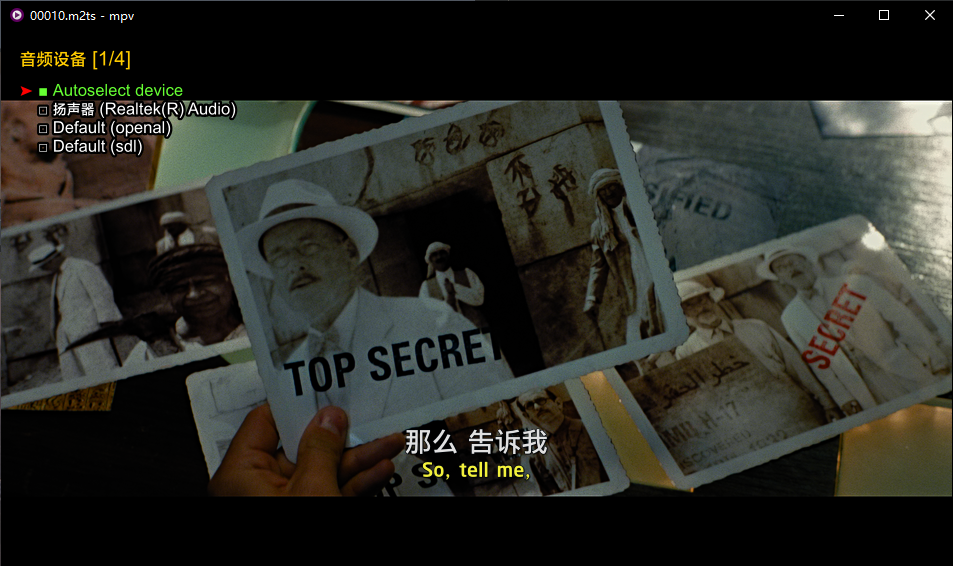 00010.m2ts - mpv
音频设备 [1/4]
➤ ■ Autoselect device
□ 扬声器 (Realtek(R) Audio)
□ Default (openal)
□ Default (sdl)
TOP SECRET
SECRET
那么 告诉我
So, tell me,